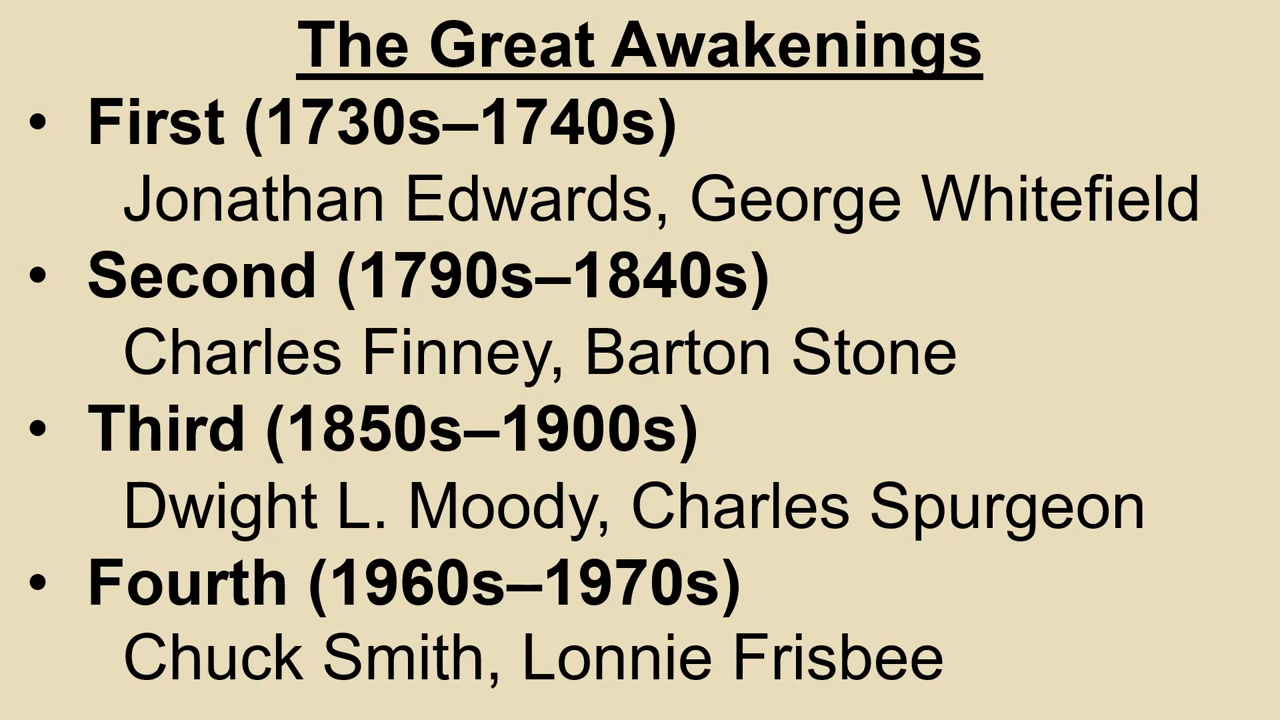 The Great Awakenings
• First (1730s–1740s)
Jonathan Edwards, George Whitefield
• Second (1790s–1840s)
Charles Finney, Barton Stone
• Third (1850s–1900s)
Dwight L. Moody, Charles Spurgeon
• Fourth (1960s–1970s)
Chuck Smith, Lonnie Frisbee